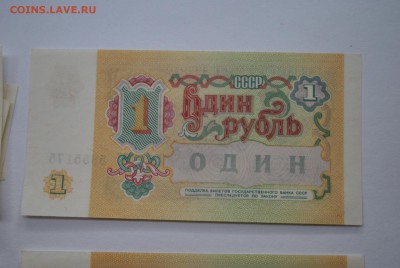 COINS.LAVE.RU
СССР
1
1
Один
рубль
ОДИН
1
ПОДДЕЛКА БИЛЕТОВ ГОСУДАРСТВЕННОГО БАНКА СССР
ПРЕСЛЕДУЕТСЯ ПО ЗАКОНУ